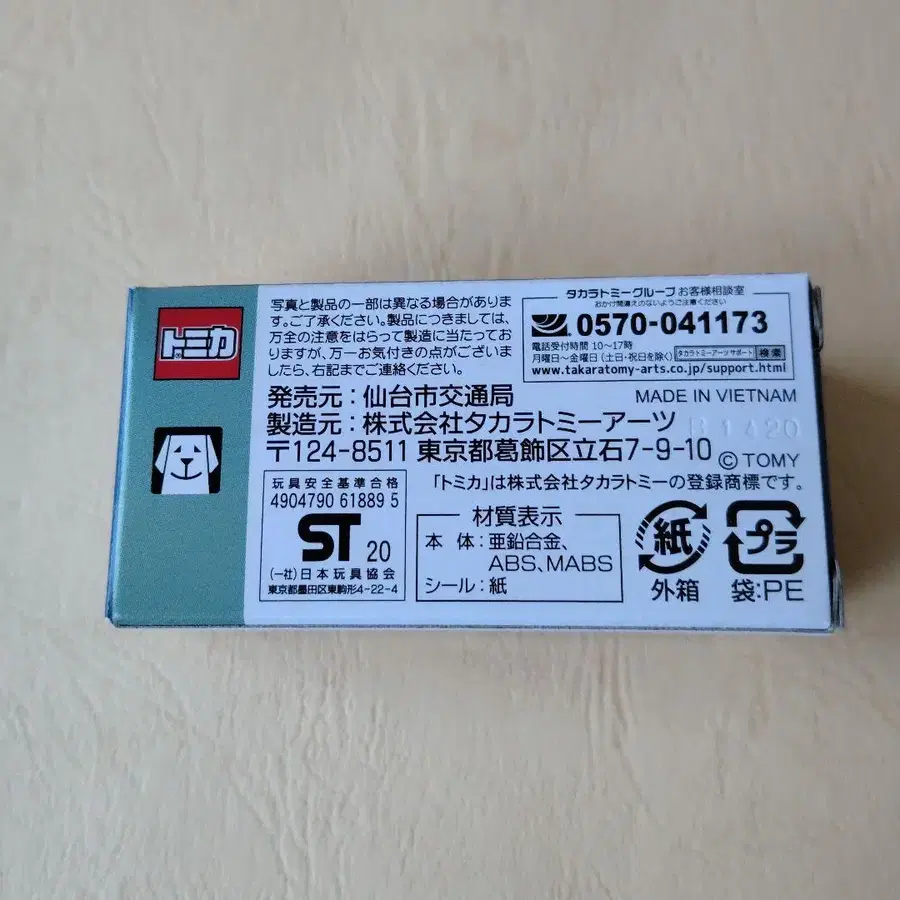 トミカ
写真と製品の一部は異なる場合がありま
す。ご了承ください。製品につきましては、
万全の注意をはらって製造に当たってお
りますが、万一お気付きの点がございま
したら、右記までご連絡ください。
タカラトミーグループ お客様相談室
おかけ間違えのないようご注意ください
0570-041173
電話受付時間 10〜17時
月曜日〜金曜日 (土・日・祝日を除く) タカラトミーアーツ サポート 検索
www.takaratomy-arts.co.jp/support.html
発売元：仙台市交通局
MADE IN VIETNAM
製造元：株式会社タカラトミーアーツ
〒124-8511 東京都葛飾区立石7-9-10
© TOMY
「トミカ」は株式会社タカラトミーの登録商標です。
玩具安全基準合格
4904790 61889 5
ST 20
(一社)日本玩具協会
東京都墨田区東駒形4-22-4
材質表示
本 体：亜鉛合金、
ABS、MABS
シール：紙
紙
外箱
プラ
袋:PE